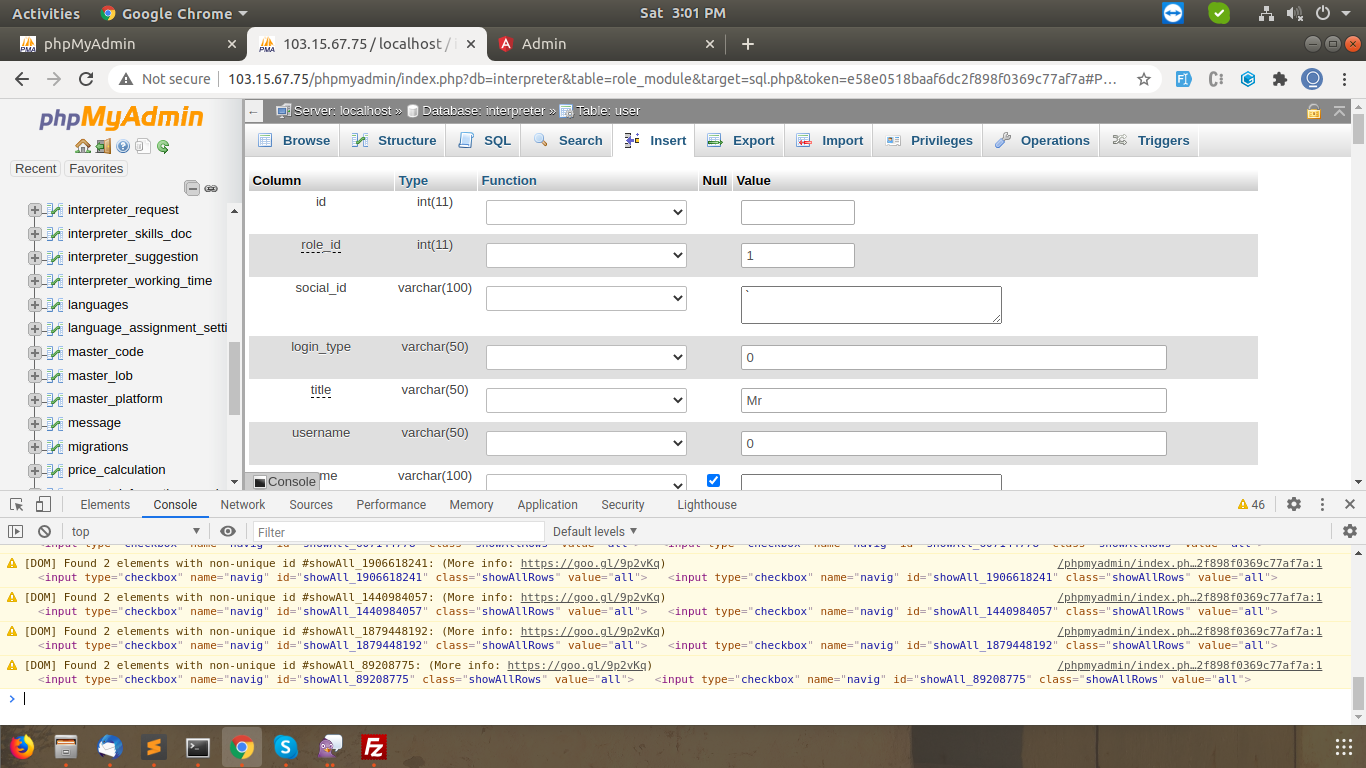 Activities Google Chrome Sat 3:01 PM
phpMyAdmin 103.15.67.75 / localhost / Admin
Not secure 103.15.67.75/phpmyadmin/index.php?db=interpreter&table=role_module&target=sql.php&token=e58e0518baaf6dc2f898f0369c77af7a#P…
phpMyAdmin
Recent Favorites
interpreter_request
interpreter_skills_doc
interpreter_suggestion
interpreter_working_time
languages
language_assignment_setti
master_code
master_lob
master_platform
message
migrations
price_calculation
← Server: localhost » Database: interpreter » Table: user
Browse Structure SQL Search Insert Export Import Privileges Operations Triggers
Column Type Function Null Value
id int(11)
role_id int(11) 1
social_id varchar(100) `
login_type varchar(50) 0
title varchar(50) Mr
username varchar(50) 0
me varchar(100)
Console
Elements Console Network Sources Performance Memory Application Security Lighthouse 46
top Filter Default levels
[DOM] Found 2 elements with non-unique id #showAll_1906618241: (More info: https://goo.gl/9p2vKq) /phpmyadmin/index.ph…2f898f0369c77af7a:1
<input type="checkbox" name="navig" id="showAll_1906618241" class="showAllRows" value="all"> <input type="checkbox" name="navig" id="showAll_1906618241" class="showAllRows" value="all">
[DOM] Found 2 elements with non-unique id #showAll_1440984057: (More info: https://goo.gl/9p2vKq) /phpmyadmin/index.ph…2f898f0369c77af7a:1
<input type="checkbox" name="navig" id="showAll_1440984057" class="showAllRows" value="all"> <input type="checkbox" name="navig" id="showAll_1440984057" class="showAllRows" value="all">
[DOM] Found 2 elements with non-unique id #showAll_1879448192: (More info: https://goo.gl/9p2vKq) /phpmyadmin/index.ph…2f898f0369c77af7a:1
<input type="checkbox" name="navig" id="showAll_1879448192" class="showAllRows" value="all"> <input type="checkbox" name="navig" id="showAll_1879448192" class="showAllRows" value="all">
[DOM] Found 2 elements with non-unique id #showAll_89208775: (More info: https://goo.gl/9p2vKq) /phpmyadmin/index.ph…2f898f0369c77af7a:1
<input type="checkbox" name="navig" id="showAll_89208775" class="showAllRows" value="all"> <input type="checkbox" name="navig" id="showAll_89208775" class="showAllRows" value="all">